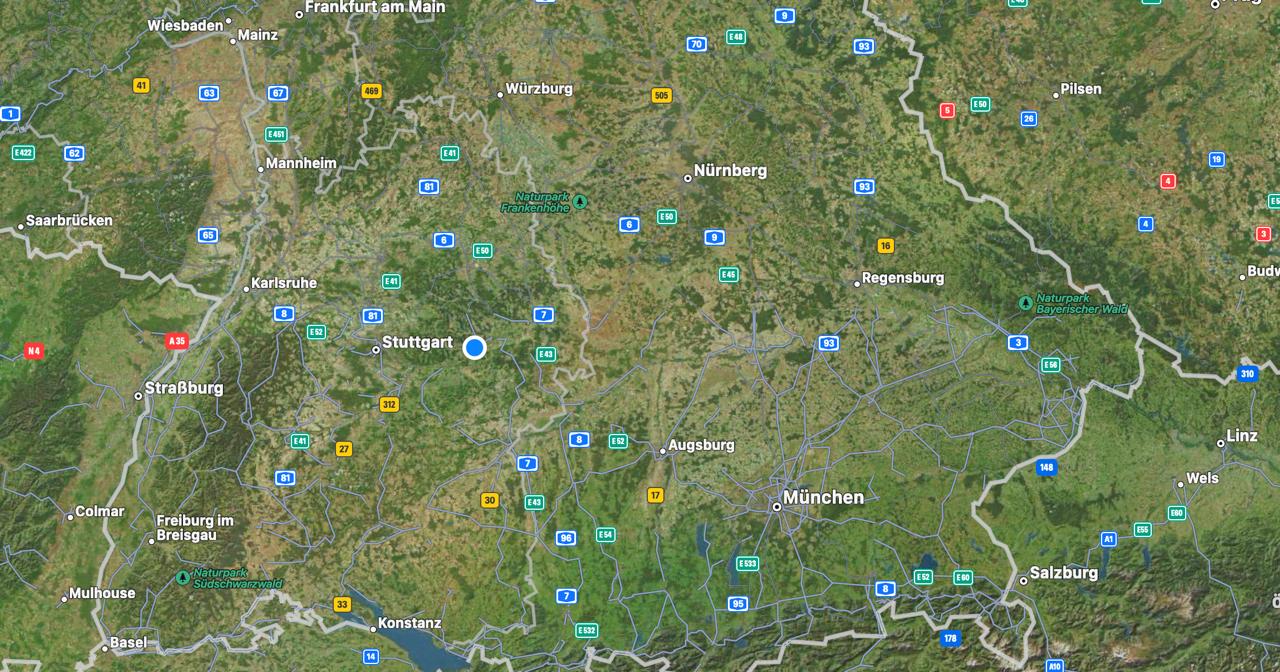 Frankfurt am Main
9
Wiesbaden
Mainz
70
E48
93
41
63
67
469
Würzburg
505
Pilsen
5
E50
26
1
E451
E422
62
E41
Mannheim
19
Nürnberg
4
81
93
Naturpark
Frankenhöhe
Saarbrücken
65
6
E50
6
E50
9
4
3
16
E41
E45
Regensburg
Karlsruhe
Naturpark
Bayerischer Wald
8
81
E52
7
A 35
N4
Stuttgart
E43
93
3
E56
310
Straßburg
312
E41
27
8
E52
Augsburg
Linz
7
148
81
30
E43
17
München
Wels
Colmar
Freiburg im
Breisgau
E60
E55
A1
96
E54
Naturpark
Südschwarzwald
E533
E52
E60
Salzburg
Mulhouse
33
7
95
8
Konstanz
Basel
E532
178
14
A10